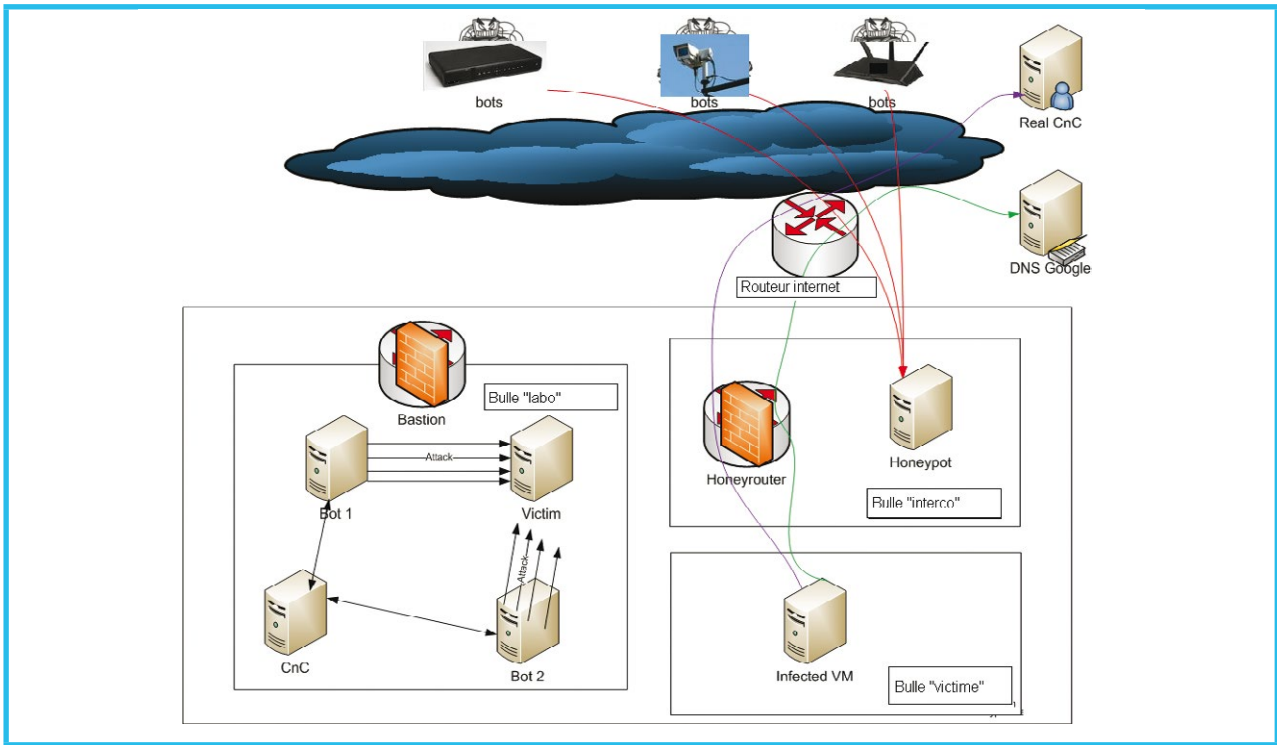 bots
bots
bots
Real CnC
DNS Google
Routeur internet
Bastion
Bulle "labo"
Attack
Bot 1
Victim
Attack
CnC
Bot 2
Honeyrouter
Honeypot
Bulle "interco"
Infected VM
Bulle "victime"